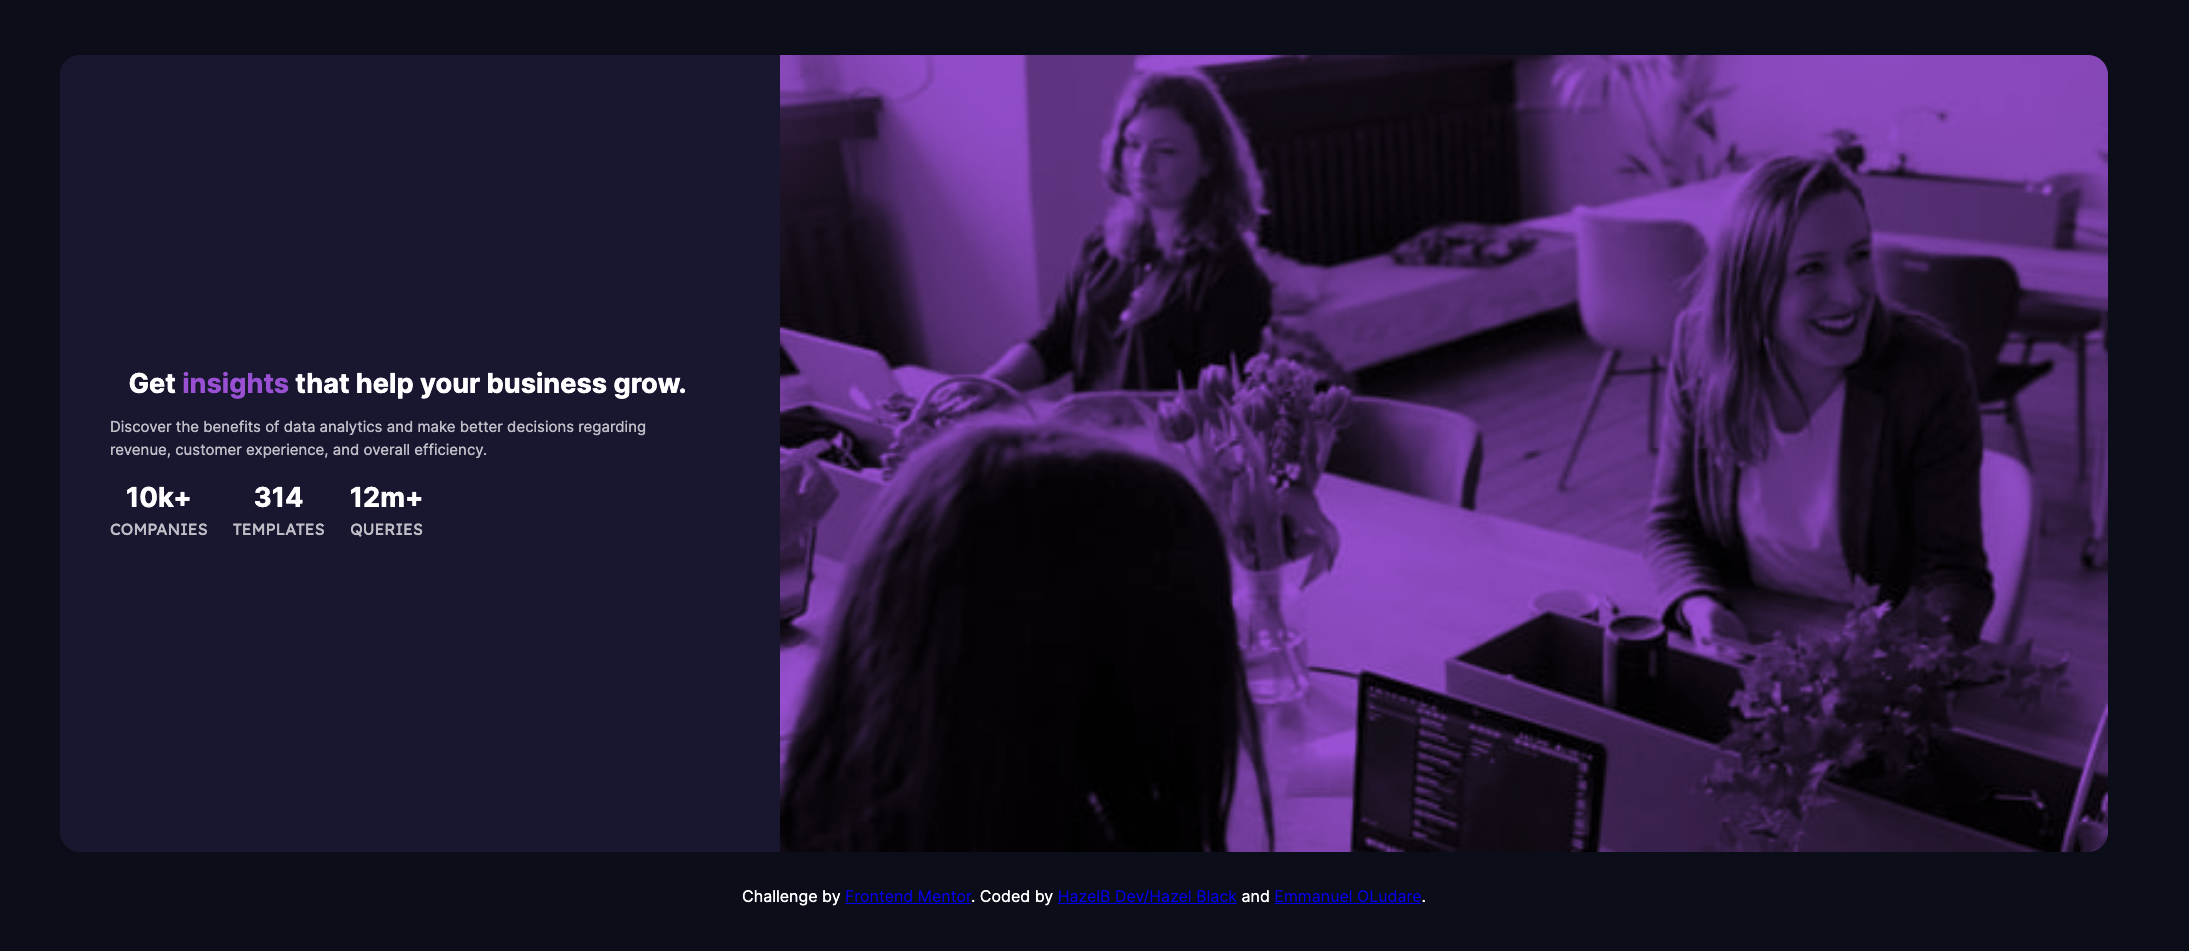 Get insights that help your business grow.
Discover the benefits of data analytics and make better decisions regarding
revenue, customer experience, and overall efficiency.
10k+ 314 12m+
COMPANIES TEMPLATES QUERIES
Challenge by Frontend Mentor. Coded by HazelB Dev/Hazel Black and Emmanuel OLudare.